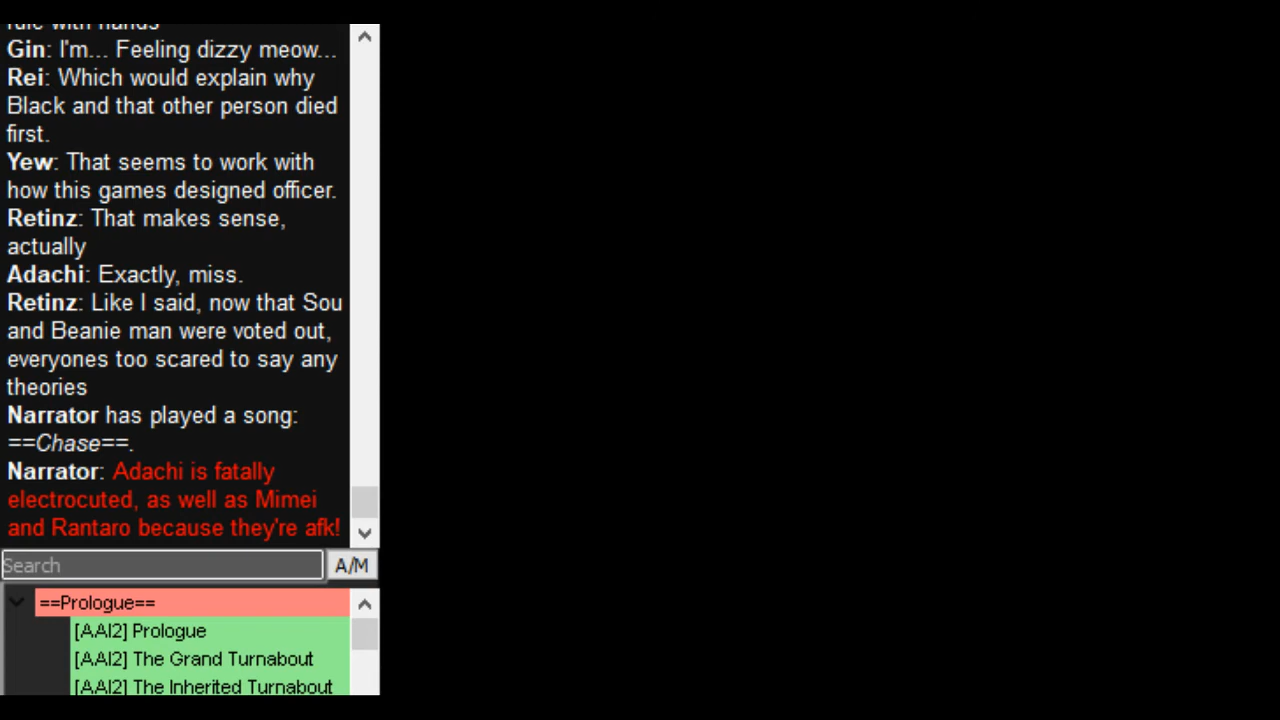 rule with hands
Gin: I'm... Feeling dizzy meow...
Rei: Which would explain why
Black and that other person died
first.
Yew: That seems to work with
how this games designed officer.
Retinz: That makes sense,
actually
Adachi: Exactly, miss.
Retinz: Like I said, now that Sou
and Beanie man were voted out,
everyones too scared to say any
theories
Narrator has played a song:
==Chase==.
Narrator: Adachi is fatally
electrocuted, as well as Mimei
and Rantaro because they're afk!
Search
A/M
==Prologue==
[AAI2] Prologue
[AAI2] The Grand Turnabout
[AAI2] The Inherited Turnabout